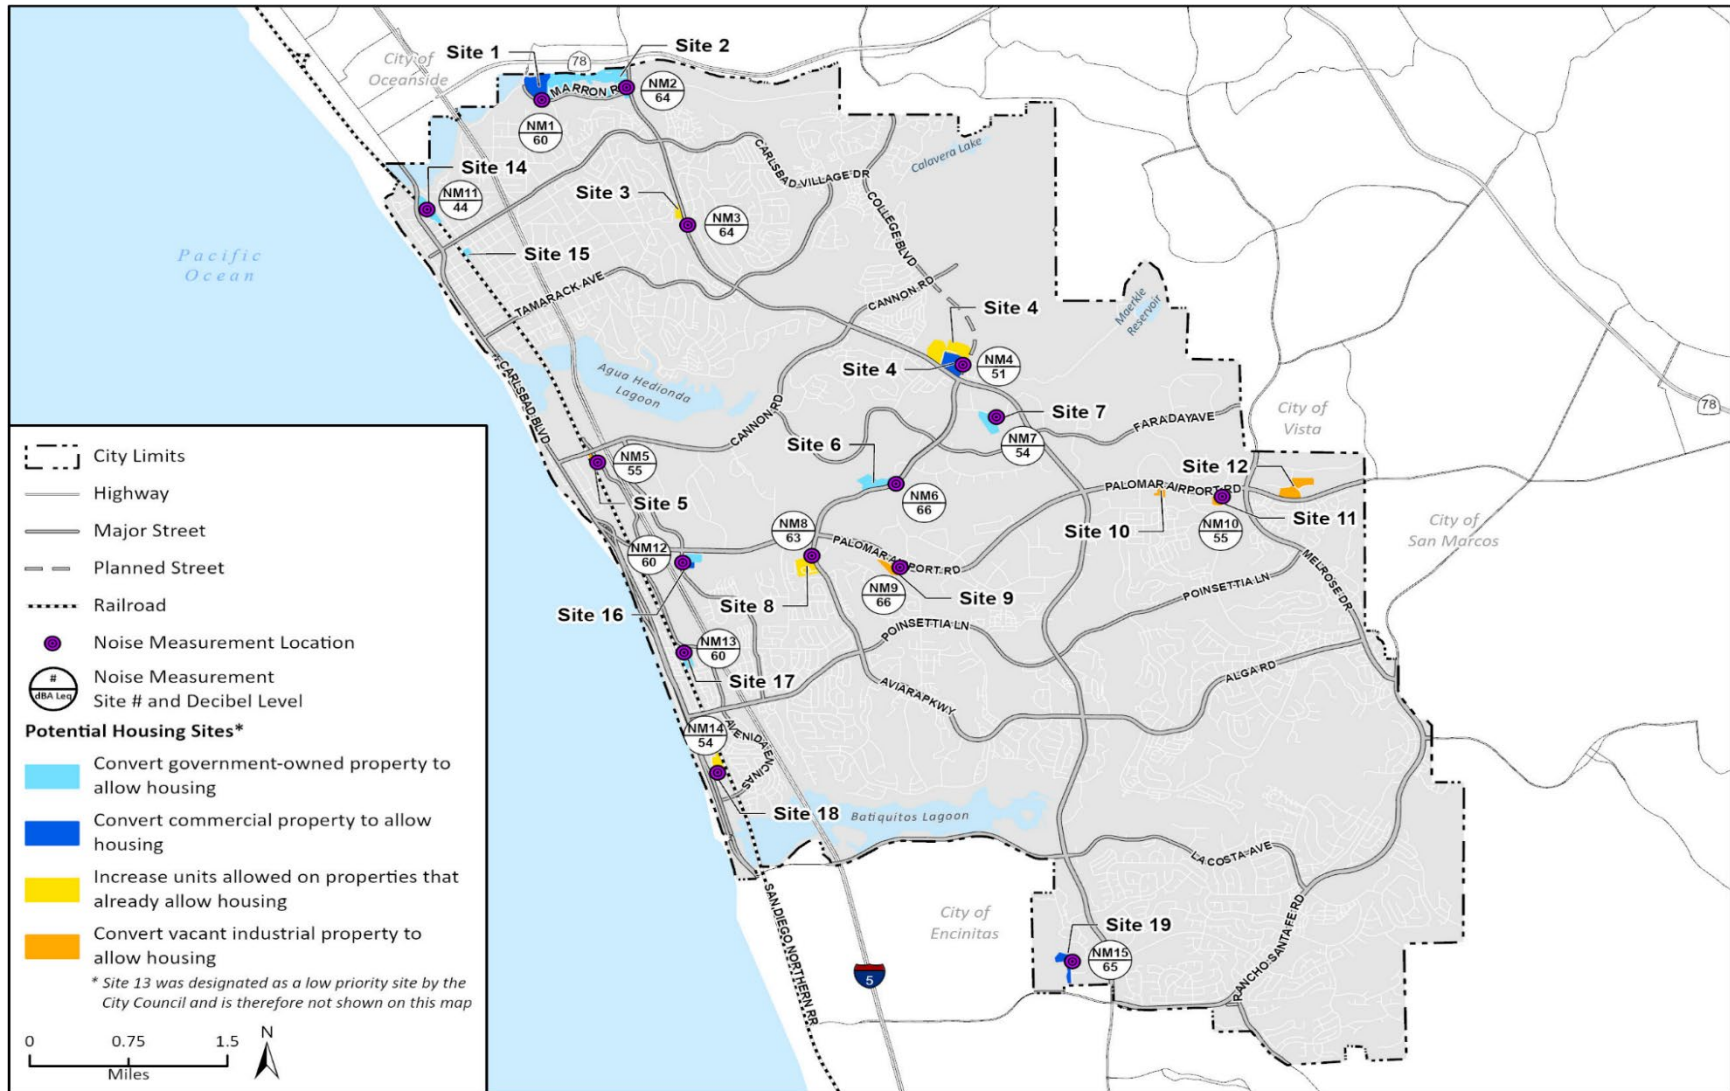 Site 1
Site 2
City of
Oceanside
78
MARRON R
NM2
64
NM1
60
CARLSBAD VILLAGE DR
Calavera Lake
Site 14
NM11
44
Site 3
NM3
64
COLLEGE BLVD
Pacific
Ocean
Site 15
TAMARACK AVE
CANNON RD
Maerkle
Reservoir
Site 4
Site 4
NM4
51
Agua Hedionda
Lagoon
CARLSBAD BLVD
CANNON RD
Site 7
FARADAY AVE
City of
Vista
78
NM7
54
Site 6
NM5
55
Site 5
NM6
66
PALOMAR AIRPORT RD
Site 12
Site 10
NM10
55
Site 11
City of
San Marcos
NM8
63
NM12
60
PALOMAR AIRPORT RD
MELROSE DR
Site 16
Site 8
NM9
66
Site 9
POINSETTIA LN
POINSETTIA LN
NM13
60
Site 17
ALGA RD
AVIARA PKWY
NM14
54
AVENIDA ENCINAS
Site 18
Batiquitos Lagoon
LA COSTA AVE
SAN DIEGO NORTHERN RR
City of
Encinitas
Site 19
NM15
65
RANCHO SANTA FE RD
5
City Limits
Highway
Major Street
Planned Street
Railroad
Noise Measurement Location
#
dBA Leq
Noise Measurement
Site # and Decibel Level
Potential Housing Sites*
Convert government-owned property to
allow housing
Convert commercial property to allow
housing
Increase units allowed on properties that
already allow housing
Convert vacant industrial property to
allow housing
* Site 13 was designated as a low priority site by the
City Council and is therefore not shown on this map
0 0.75 1.5
Miles
N